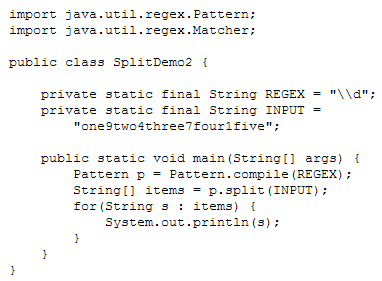 import java.util.regex.Pattern;
import java.util.regex.Matcher;

public class SplitDemo2 {

    private static final String REGEX = "\\d";
    private static final String INPUT =
        "one9two4three7four1five";

    public static void main(String[] args) {
        Pattern p = Pattern.compile(REGEX);
        String[] items = p.split(INPUT);
        for(String s : items) {
            System.out.println(s);
        }
    }
}